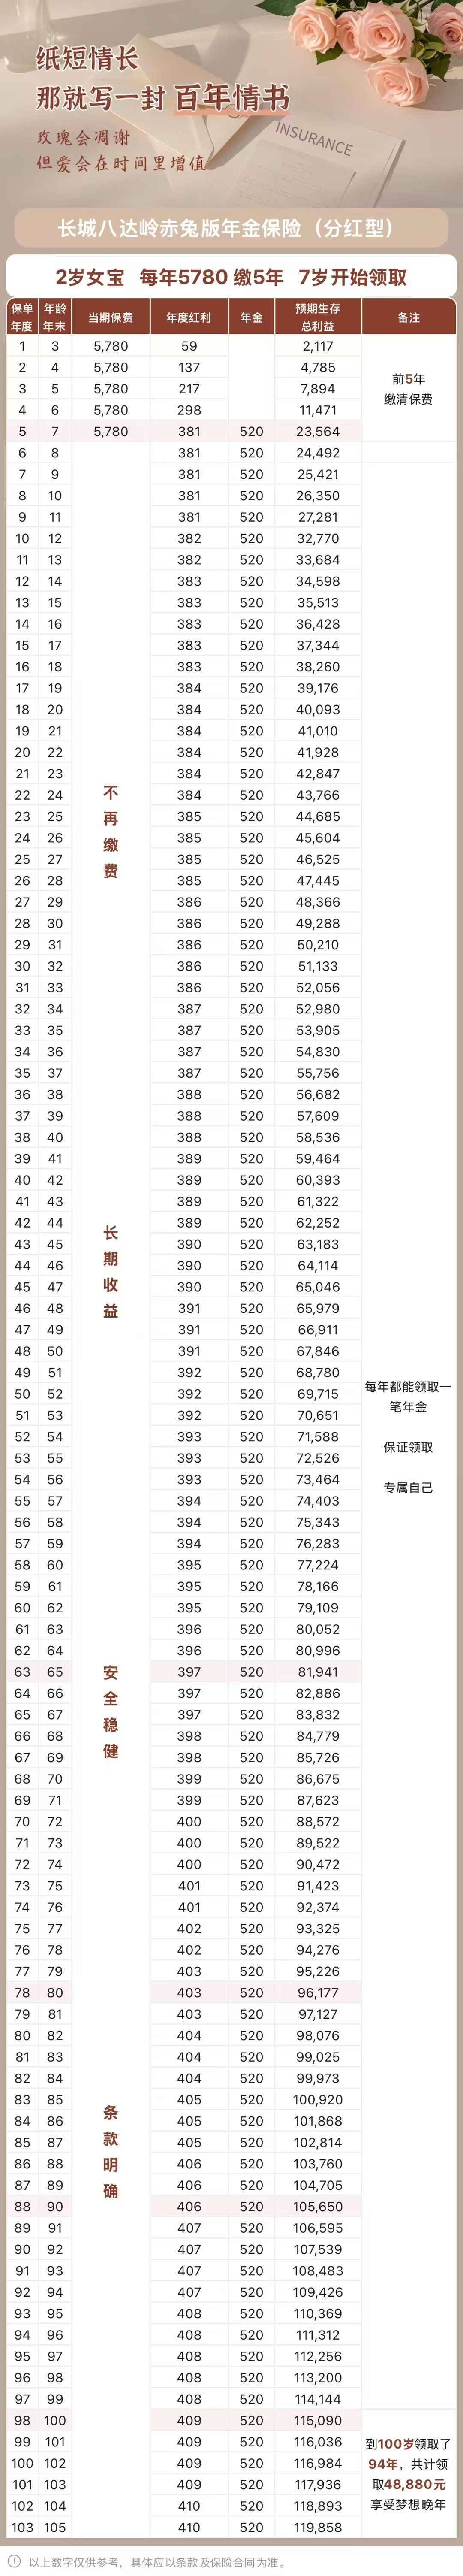 纸短情长
那就写一封 百年情书
玫瑰会凋谢
但爱会在时间里增值
INSURANCE
长城八达岭赤兔版年金保险（分红型）
2岁女宝 每年5780 缴5年 7岁开始领取
保单年度 年龄年末 当期保费 年度红利 年金 预期生存总利益 备注
1 3 5,780 59 2,117
2 4 5,780 137 4,785
前5年
缴清保费
3 5 5,780 217 7,894
4 6 5,780 298 11,471
5 7 5,780 381 520 23,564
6 8 381 520 24,492
7 9 381 520 25,421
8 10 381 520 26,350
9 11 381 520 27,281
10 12 382 520 32,770
11 13 382 520 33,684
12 14 383 520 34,598
13 15 383 520 35,513
14 16 383 520 36,428
15 17 383 520 37,344
16 18 383 520 38,260
17 19 384 520 39,176
18 20 384 520 40,093
19 21 384 520 41,010
20 22 384 520 41,928
21 23 384 520 42,847
22 24 384 520 43,766
23 25 385 520 44,685
24 26 385 520 45,604
25 27 385 520 46,525
26 28 385 520 47,445
不再缴费
27 29 386 520 48,366
28 30 386 520 49,288
29 31 386 520 50,210
30 32 386 520 51,133
31 33 386 520 52,056
32 34 387 520 52,980
33 35 387 520 53,905
34 36 387 520 54,830
35 37 387 520 55,756
36 38 388 520 56,682
37 39 388 520 57,609
38 40 388 520 58,536
39 41 389 520 59,464
40 42 389 520 60,393
41 43 389 520 61,322
42 44 389 520 62,252
43 45 390 520 63,183
44 46 390 520 64,114
45 47 390 520 65,046
46 48 391 520 65,979
长期收益
47 49 391 520 66,911
48 50 391 520 67,846
49 51 392 520 68,780
50 52 392 520 69,715
51 53 392 520 70,651
每年都能领取一
笔年金
保证领取
专属自己
52 54 393 520 71,588
53 55 393 520 72,526
54 56 393 520 73,464
55 57 394 520 74,403
56 58 394 520 75,343
57 59 394 520 76,283
58 60 395 520 77,224
59 61 395 520 78,166
60 62 395 520 79,109
61 63 396 520 80,052
62 64 396 520 80,996
63 65 397 520 81,941
64 66 397 520 82,886
65 67 397 520 83,832
66 68 398 520 84,779
67 69 398 520 85,726
安全稳健
68 70 399 520 86,675
69 71 399 520 87,623
70 72 400 520 88,572
71 73 400 520 89,522
72 74 400 520 90,472
73 75 401 520 91,423
74 76 401 520 92,374
75 77 402 520 93,325
76 78 402 520 94,276
77 79 403 520 95,226
78 80 403 520 96,177
79 81 403 520 97,127
80 82 404 520 98,076
81 83 404 520 99,025
82 84 404 520 99,973
83 85 405 520 100,920
84 86 405 520 101,868
85 87 405 520 102,814
86 88 406 520 103,760
87 89 406 520 104,705
条款明确
88 90 406 520 105,650
89 91 407 520 106,595
90 92 407 520 107,539
91 93 407 520 108,483
92 94 407 520 109,426
93 95 408 520 110,369
94 96 408 520 111,312
95 97 408 520 112,256
96 98 408 520 113,200
97 99 408 520 114,144
98 100 409 520 115,090
99 101 409 520 116,036
100 102 409 520 116,984
101 103 409 520 117,936
102 104 410 520 118,893
103 105 410 520 119,858
到100岁领取了
94年，共计领
取48,880元
享受梦想晚年
以上数字仅供参考，具体应以条款及保险合同为准。